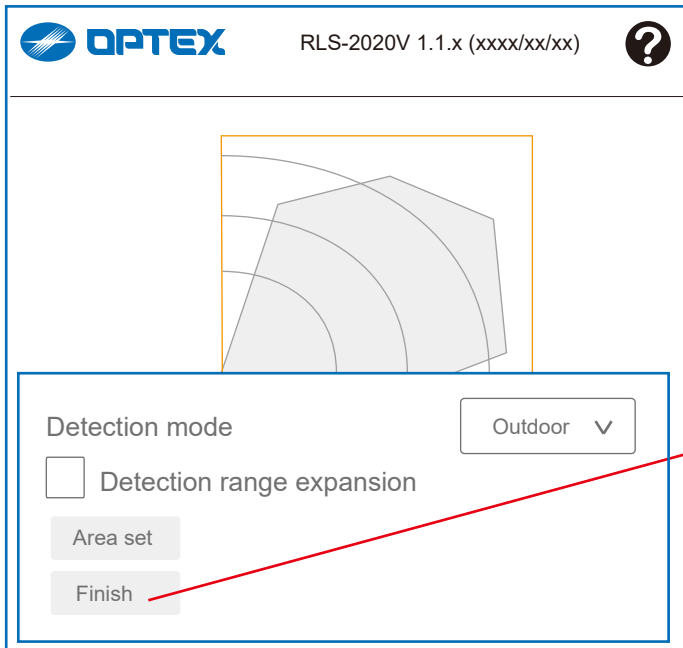 OPTEX RLS-2020V 1.1.x (xxxx/xx/xx) ?
Detection mode Outdoor
Detection range expansion
Area set
Finish